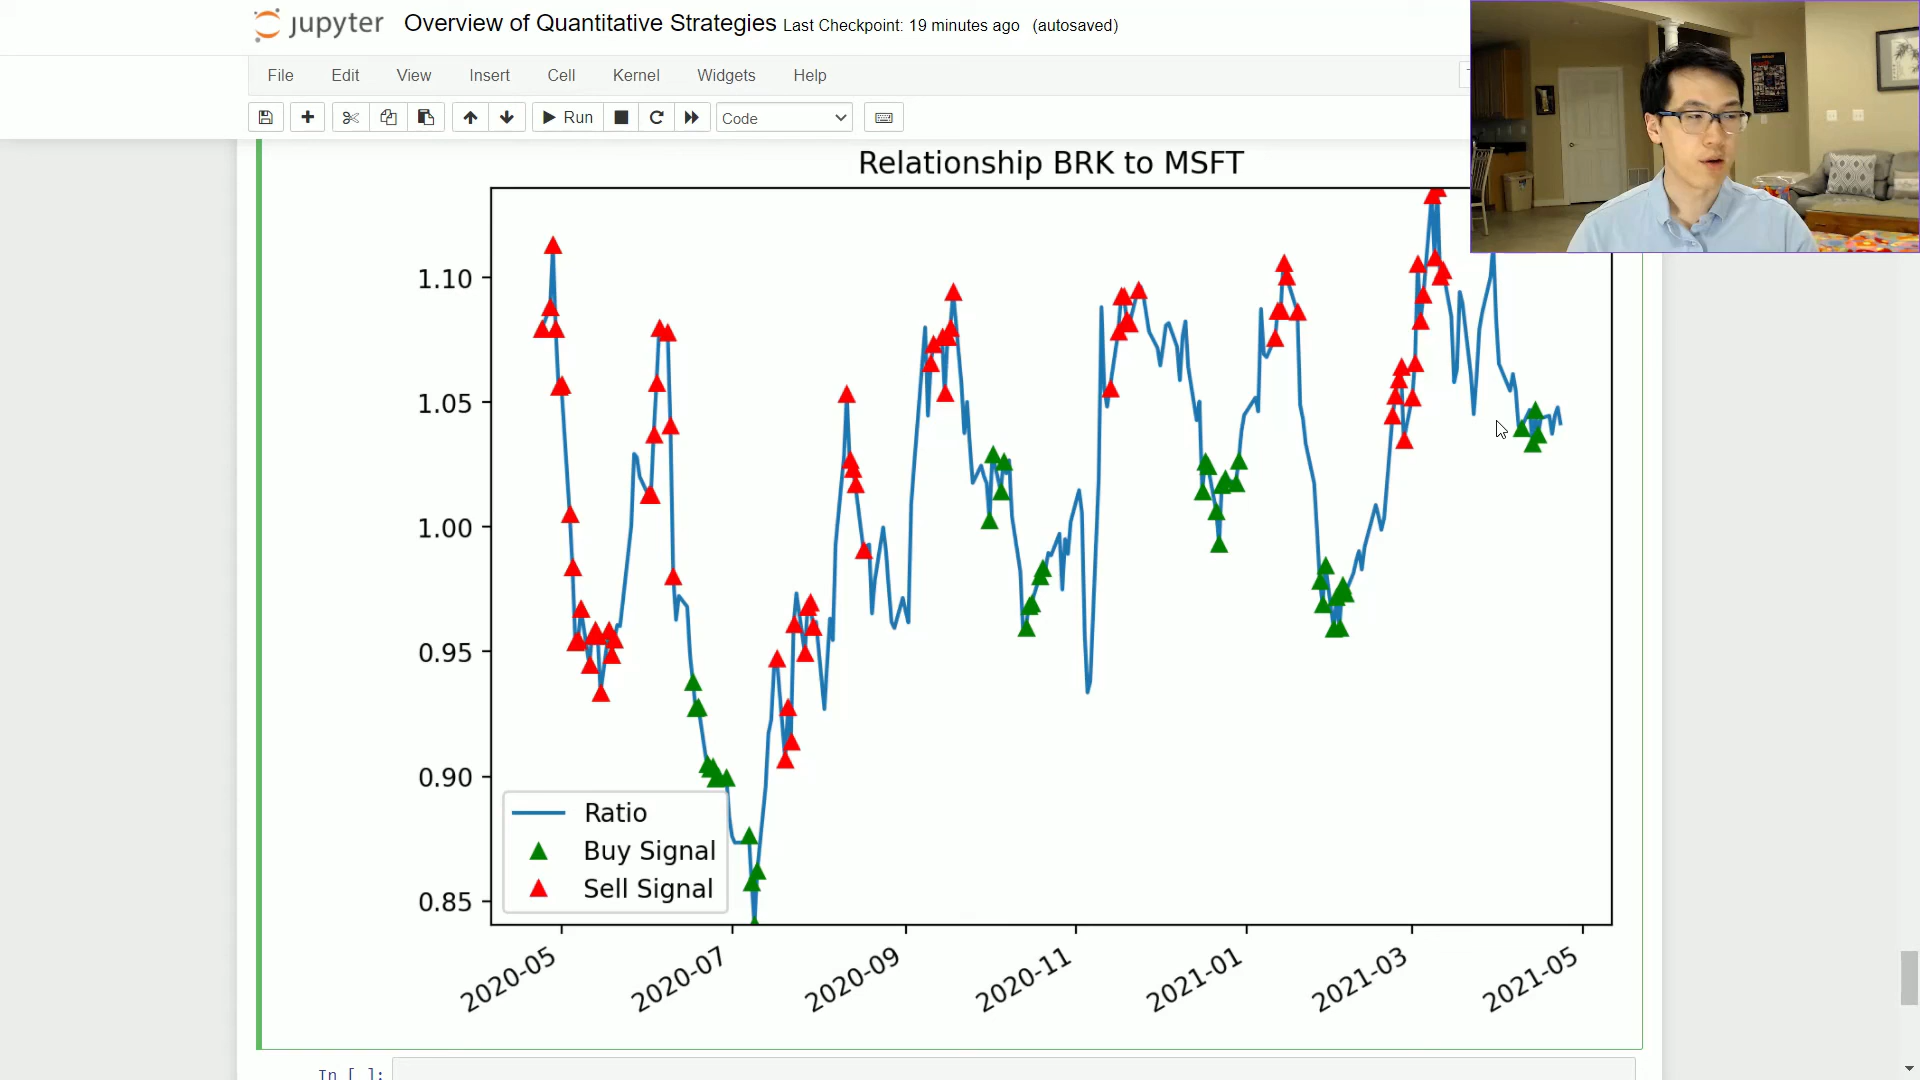 jupyter Overview of Quantitative Strategies Last Checkpoint: 19 minutes ago (autosaved)
File Edit View Insert Cell Kernel Widgets Help
Run Code
Relationship BRK to MSFT
1.10
1.05
1.00
0.95
0.90
0.85
Ratio
Buy Signal
Sell Signal
2020-05 2020-07 2020-09 2020-11 2021-01 2021-03 2021-05
In [ ]: